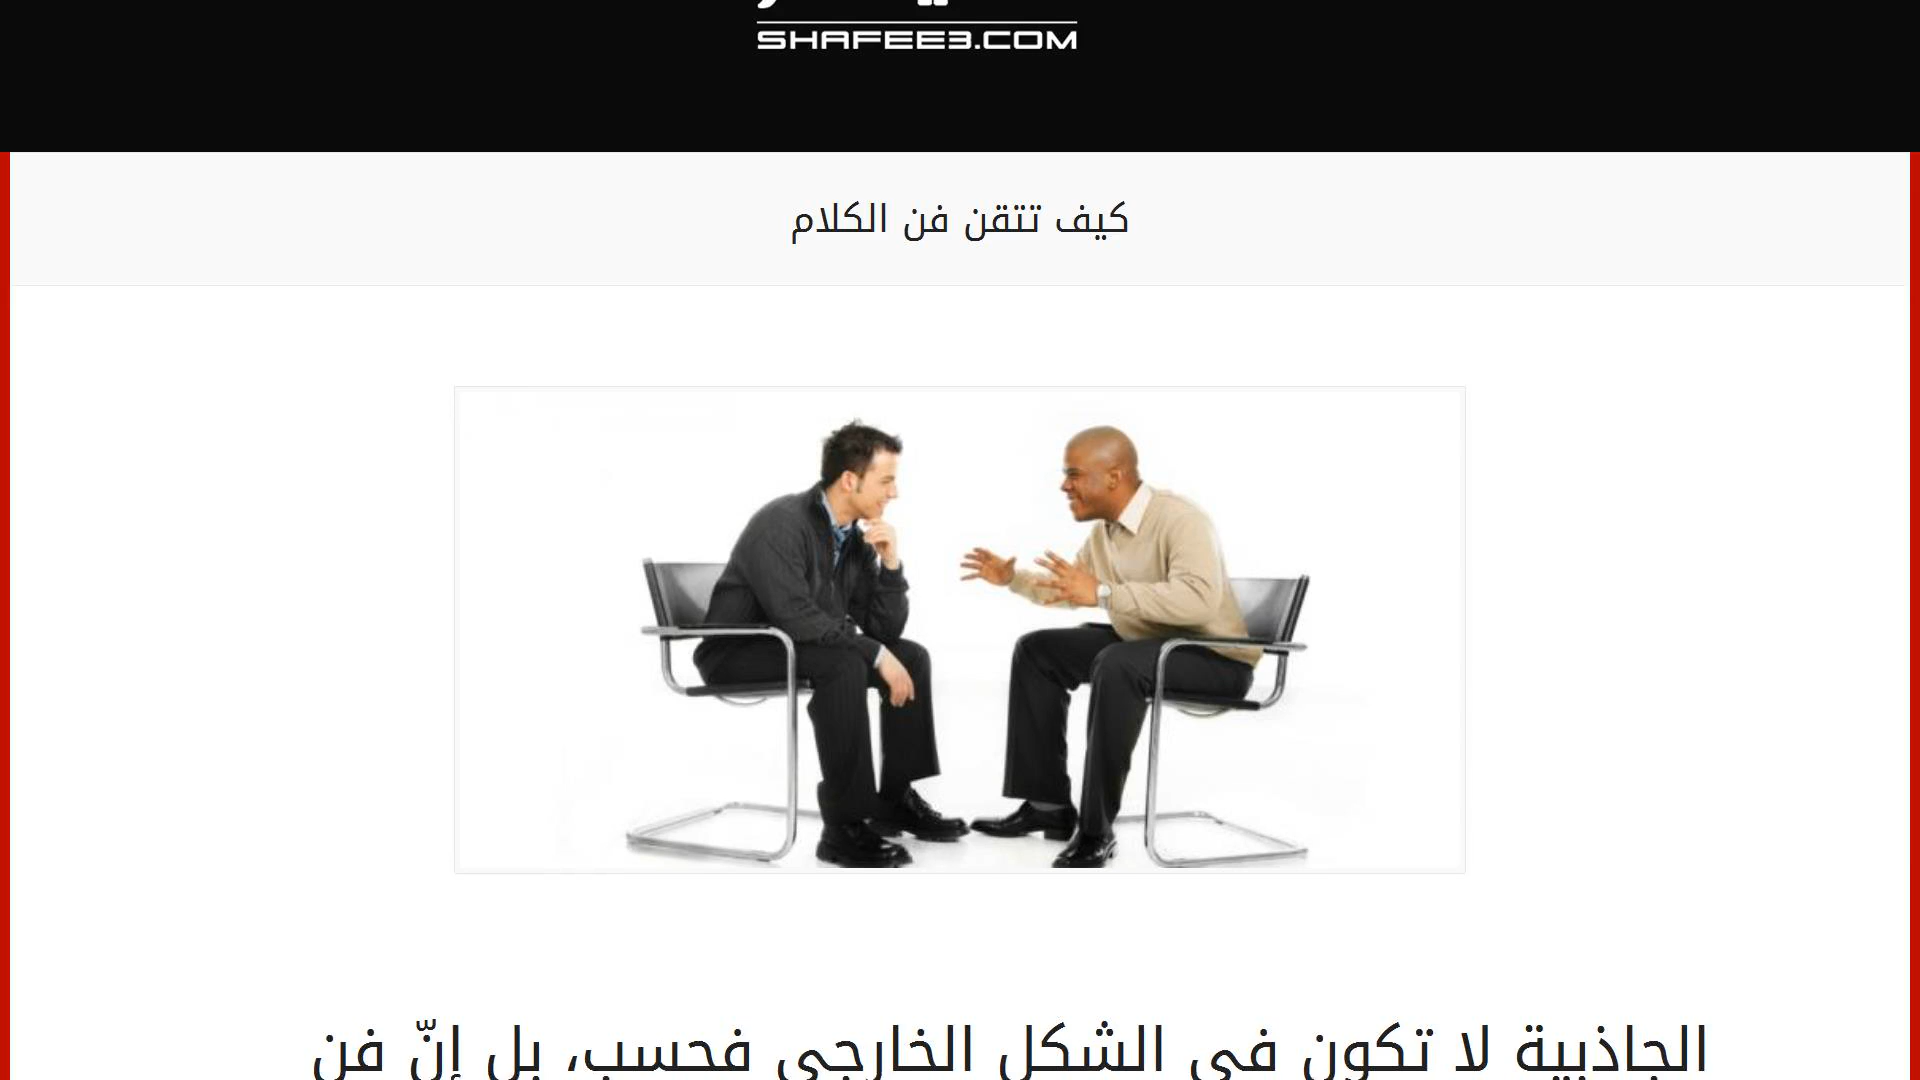 SHAFEE3.COM
كيف تتقن فن الكلام
الجاذبية لا تكون في الشكل الخارجي فحسب، بل إنّ فن